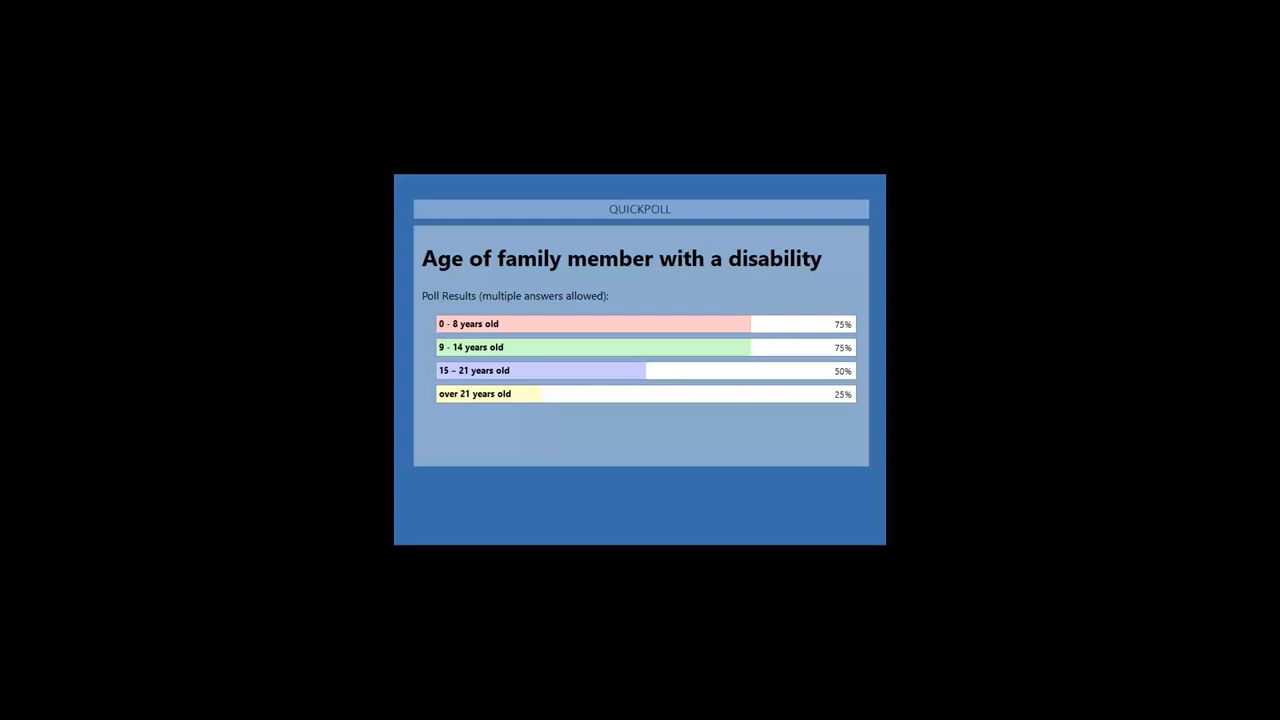 QUICKPOLL
Age of family member with a disability
Poll Results (multiple answers allowed):
0 - 8 years old 75%
9 - 14 years old 75%
15 – 21 years old 50%
over 21 years old 25%